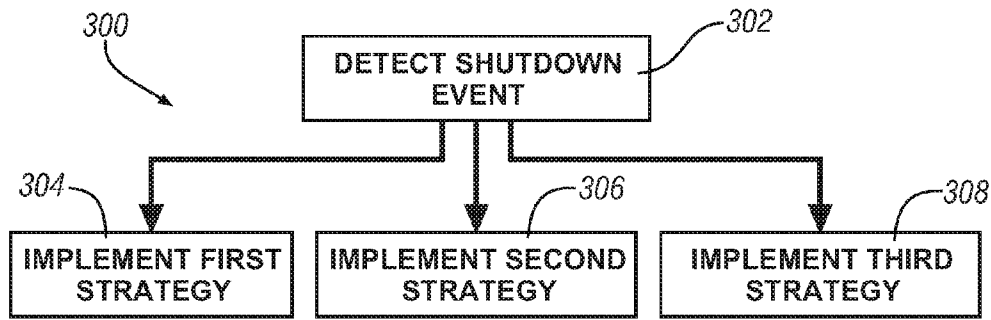 300
302
DETECT SHUTDOWN
EVENT
304
306
308
IMPLEMENT FIRST
STRATEGY
IMPLEMENT SECOND
STRATEGY
IMPLEMENT THIRD
STRATEGY